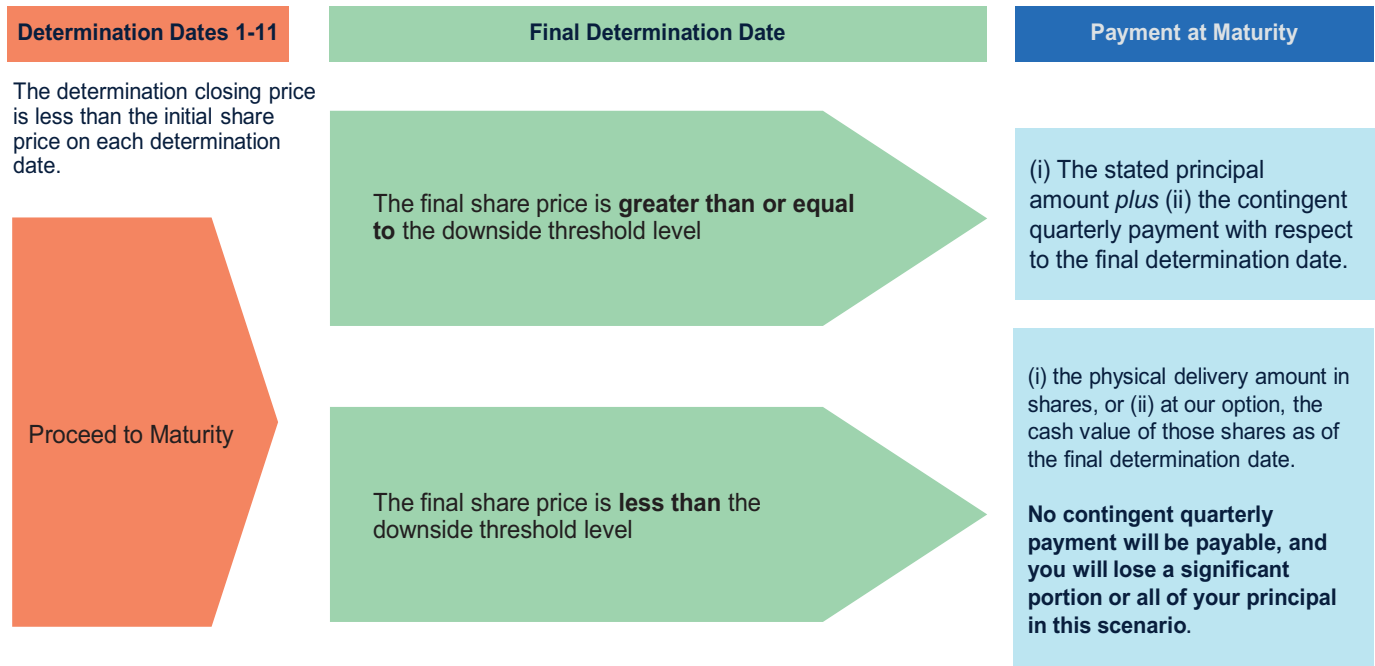 Determination Dates 1-11
Final Determination Date
Payment at Maturity
The determination closing price
is less than the initial share
price on each determination
date.
Proceed to Maturity
The final share price is greater than or equal
to the downside threshold level
(i) The stated principal
amount plus (ii) the contingent
quarterly payment with respect
to the final determination date.
The final share price is less than the
downside threshold level
(i) the physical delivery amount in
shares, or (ii) at our option, the
cash value of those shares as of
the final determination date.
No contingent quarterly
payment will be payable, and
you will lose a significant
portion or all of your principal
in this scenario.